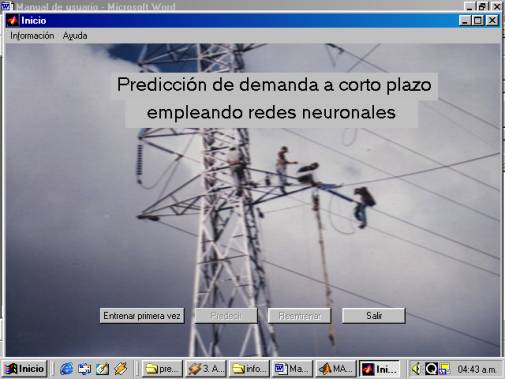 Manual de usuario - Microsoft Word
Inicio
Información Ayuda
Predicción de demanda a corto plazo
empleando redes neuronales
Entrenar primera vez Predecir Reentrenar Salir
Inicio pre... 3. A... info... Ma... MA... Ini... 04:43 a.m.